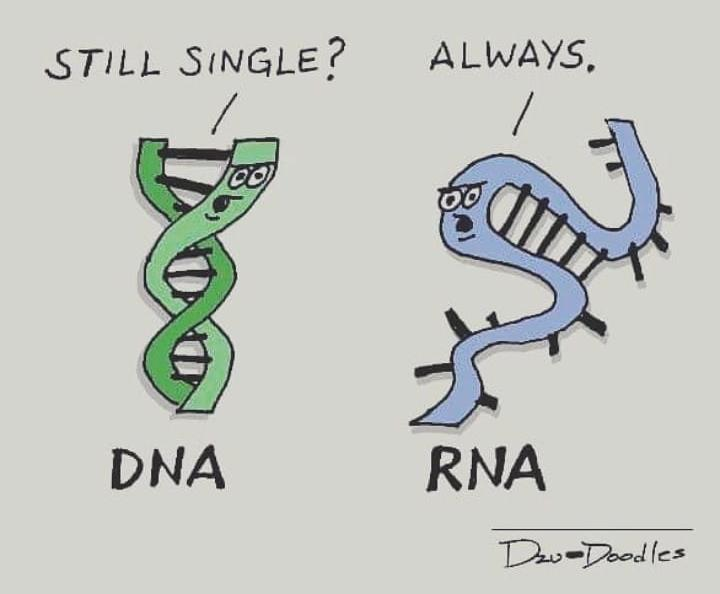 STILL SINGLE?
ALWAYS.
DNA
RNA
Dzu-Doodles